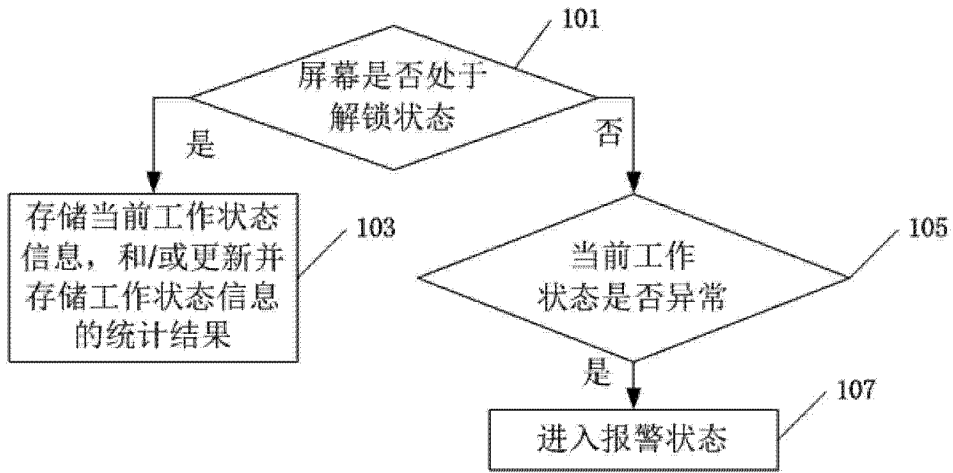 101
屏幕是否处于
解锁状态
是
否
存储当前工作状态
信息，和/或更新并
存储工作状态信息
的统计结果
103
当前工作
状态是否异常
105
是
107
进入报警状态